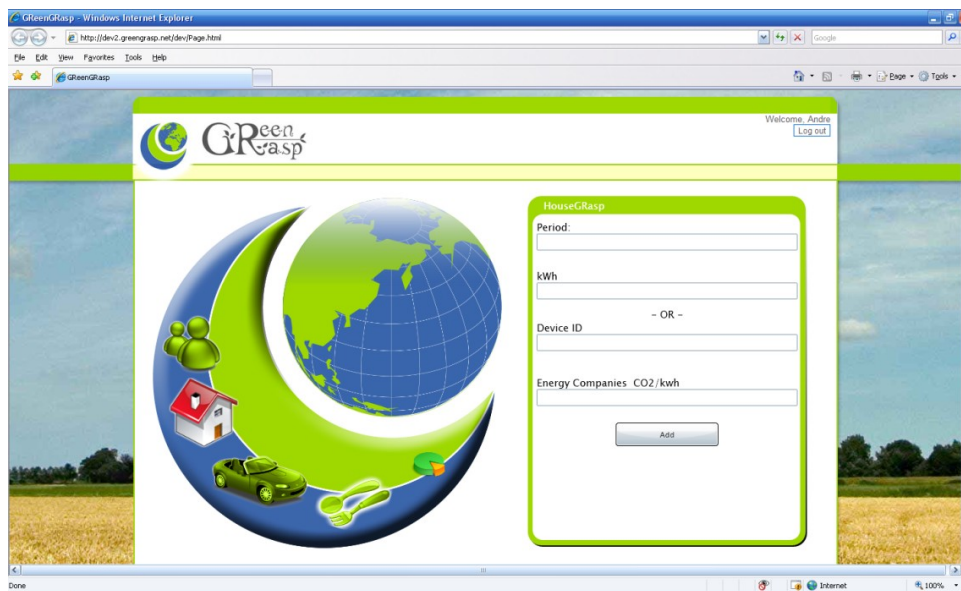 GReenGRasp - Windows Internet Explorer
http://dev2.greengrasp.net/dev/Page.html
Google
File Edit View Favorites Tools Help
GReenGRasp
Page Tools
Welcome, Andre
Log out
GReen
Rasp
HouseGRasp
Period:
kWh
- OR -
Device ID
Energy Companies CO2/kwh
Add
Done
Internet
100%